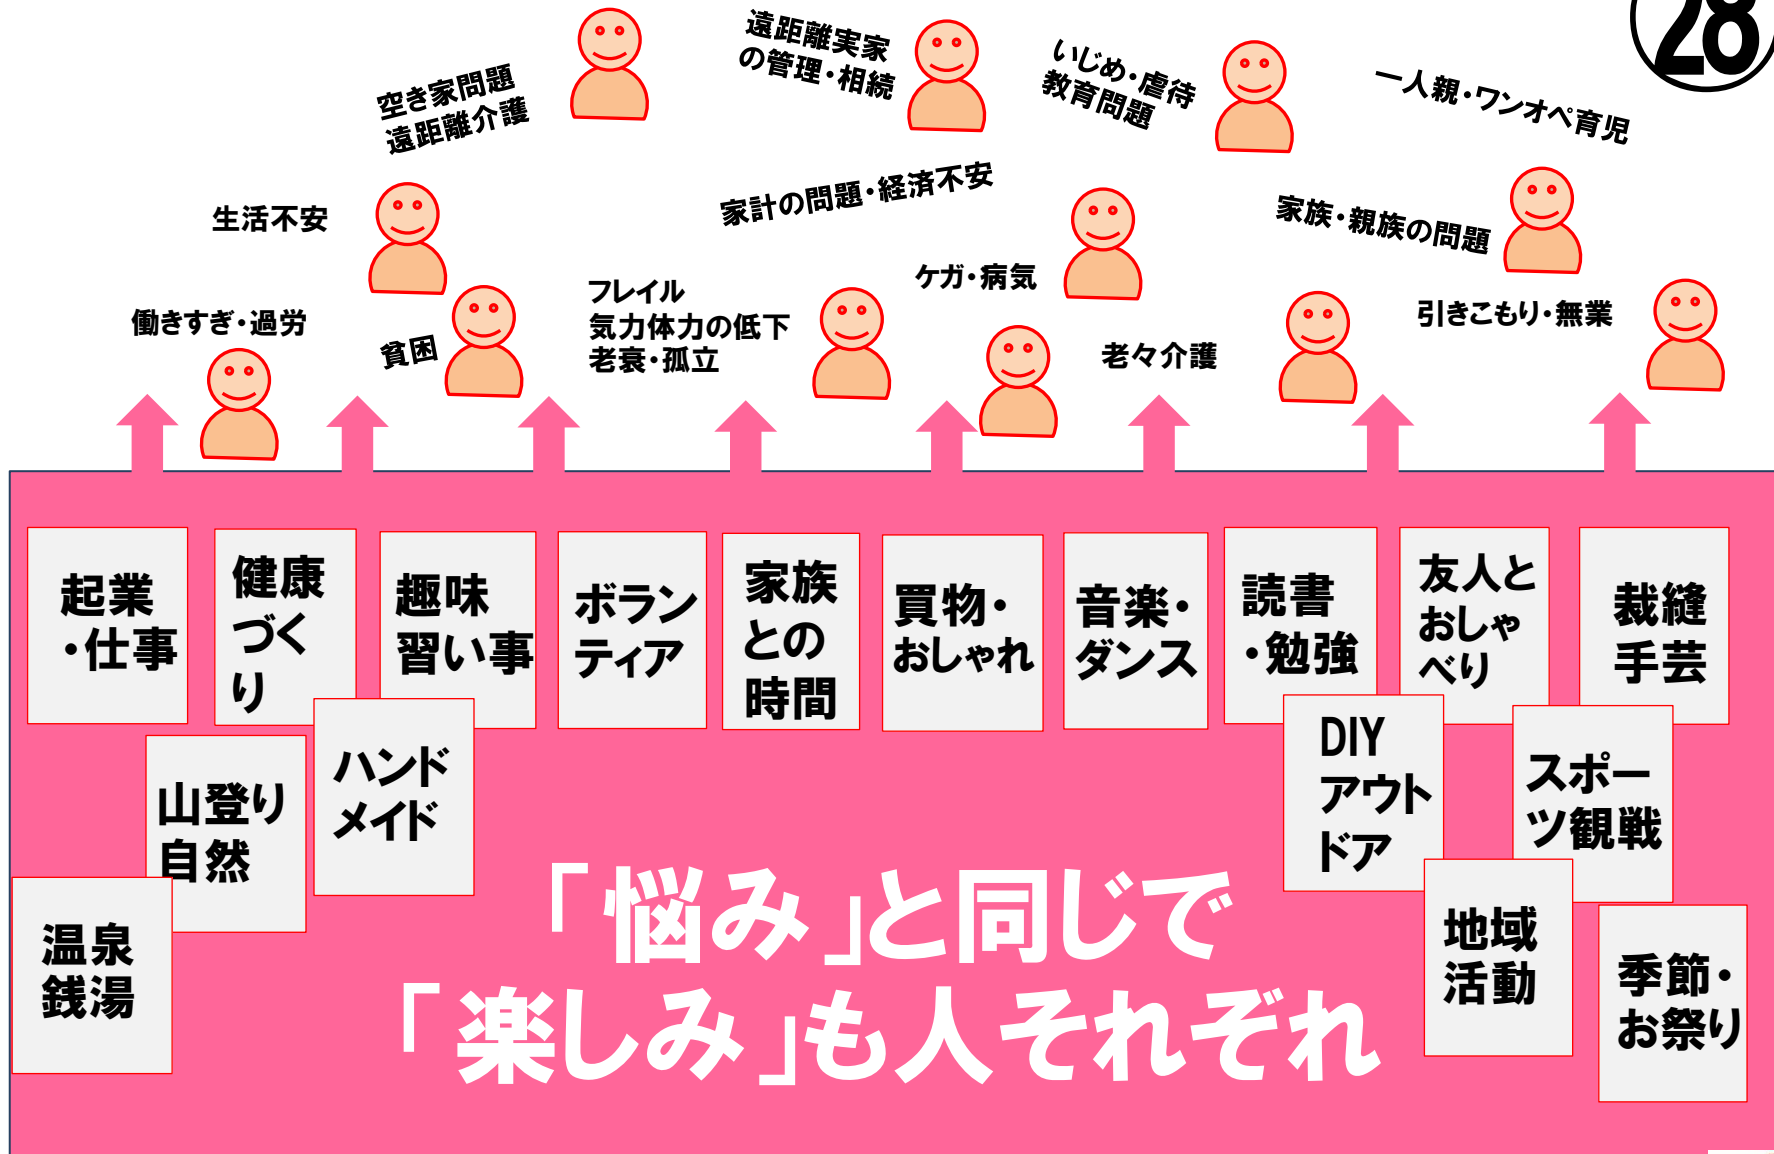 28
空き家問題
遠距離介護
遠距離実家
の管理・相続
いじめ・虐待
教育問題
一人親・ワンオペ育児
生活不安
家計の問題・経済不安
家族・親族の問題
働きすぎ・過労
貧困
フレイル
気力体力の低下
老衰・孤立
ケガ・病気
老々介護
引きこもり・無業
起業
・仕事
健康
づく
り
趣味
習い事
ボラン
ティア
家族
との
時間
買物・
おしゃれ
音楽・
ダンス
読書
・勉強
友人と
おしゃ
べり
裁縫
手芸
山登り
自然
ハンド
メイド
DIY
アウト
ドア
スポー
ツ観戦
温泉
銭湯
地域
活動
季節・
お祭り
「悩み」と同じで
「楽しみ」も人それぞれ